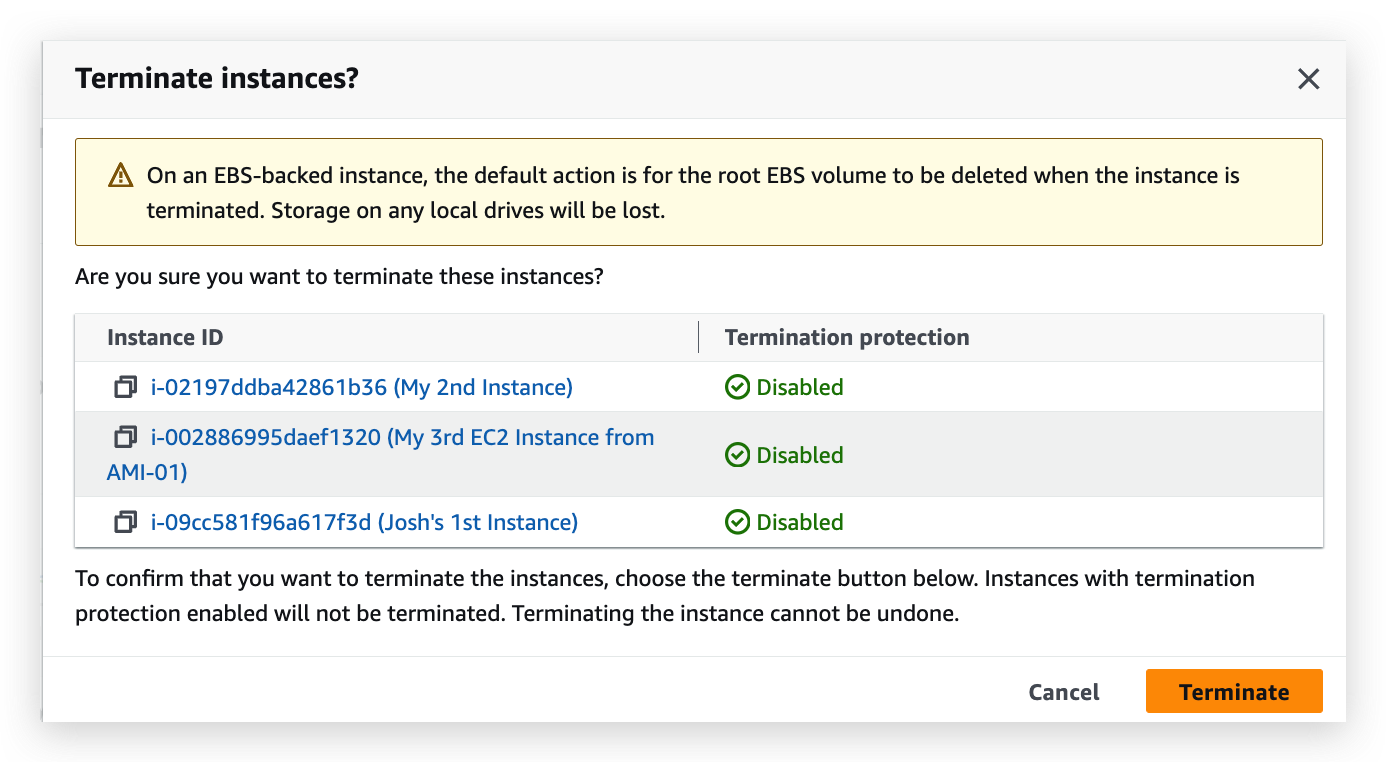 Terminate instances?
On an EBS-backed instance, the default action is for the root EBS volume to be deleted when the instance is
terminated. Storage on any local drives will be lost.
Are you sure you want to terminate these instances?
Instance ID
Termination protection
i-02197ddba42861b36 (My 2nd Instance)
Disabled
i-002886995daef1320 (My 3rd EC2 Instance from
AMI-01)
Disabled
i-09cc581f96a617f3d (Josh's 1st Instance)
Disabled
To confirm that you want to terminate the instances, choose the terminate button below. Instances with termination
protection enabled will not be terminated. Terminating the instance cannot be undone.
Cancel
Terminate